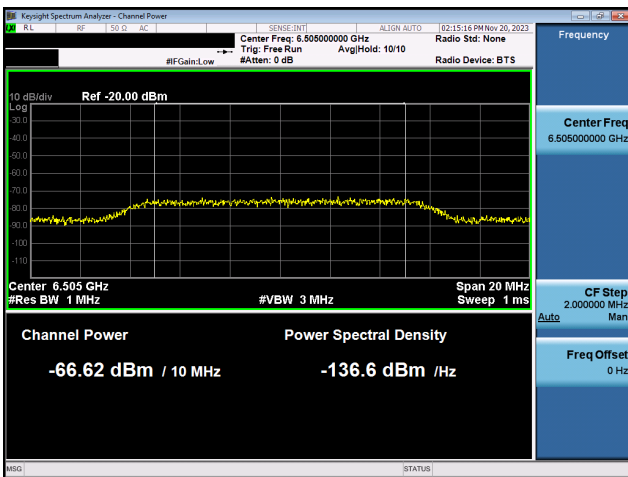 Keysight Spectrum Analyzer - Channel Power
RL RF 50 Ω AC SENSE:INT ALIGN AUTO 02:15:16 PM Nov 20, 2023
Center Freq: 6.505000000 GHz Radio Std: None
Trig: Free Run Avg|Hold: 10/10
#IFGain:Low #Atten: 0 dB Radio Device: BTS
10 dB/div Ref -20.00 dBm
Log
-30.0
-40.0
-50.0
-60.0
-70.0
-80.0
-90.0
-100
-110
Center 6.505 GHz Span 20 MHz
#Res BW 1 MHz #VBW 3 MHz Sweep 1 ms
Channel Power Power Spectral Density
-66.62 dBm / 10 MHz -136.6 dBm /Hz
Frequency
Center Freq
6.505000000 GHz
CF Step
2.000000 MHz
Auto Man
Freq Offset
0 Hz
MSG STATUS